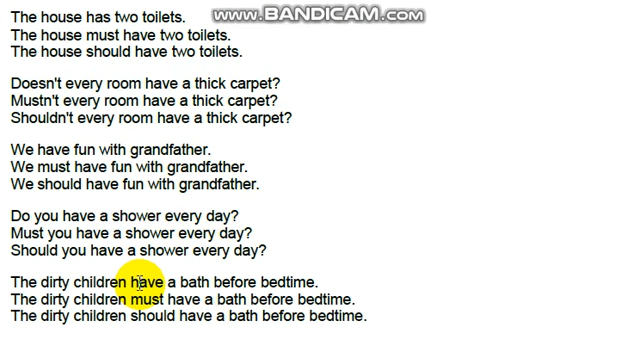 www.BANDICAM.com
The house has two toilets.
The house must have two toilets.
The house should have two toilets.
Doesn't every room have a thick carpet?
Mustn't every room have a thick carpet?
Shouldn't every room have a thick carpet?
We have fun with grandfather.
We must have fun with grandfather.
We should have fun with grandfather.
Do you have a shower every day?
Must you have a shower every day?
Should you have a shower every day?
The dirty children have a bath before bedtime.
The dirty children must have a bath before bedtime.
The dirty children should have a bath before bedtime.